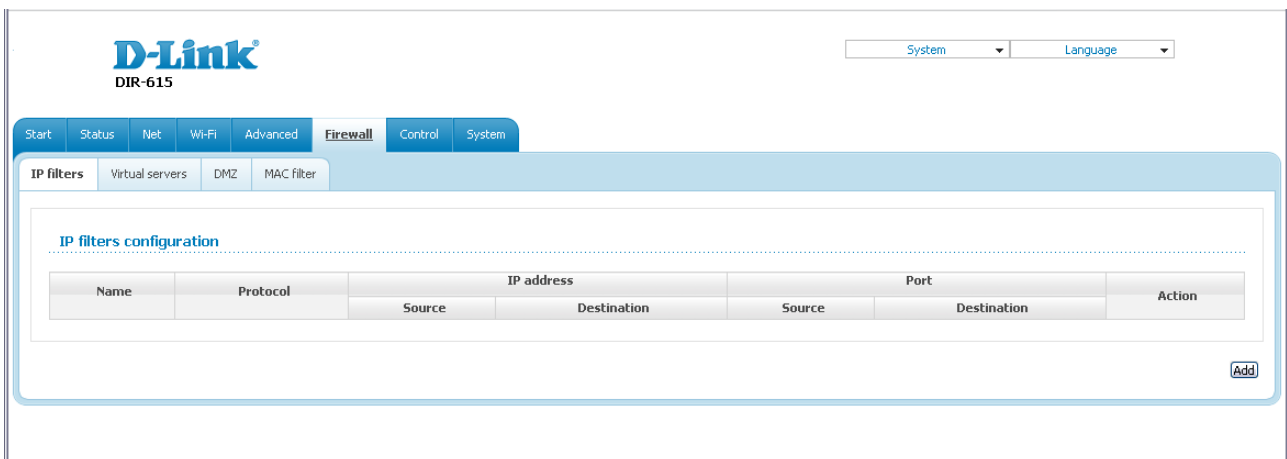 D-Link®
DIR-615
System Language
Start Status Net Wi-Fi Advanced Firewall Control System
IP filters Virtual servers DMZ MAC filter
IP filters configuration
Name Protocol IP address Port Action
Source Destination Source Destination
Add